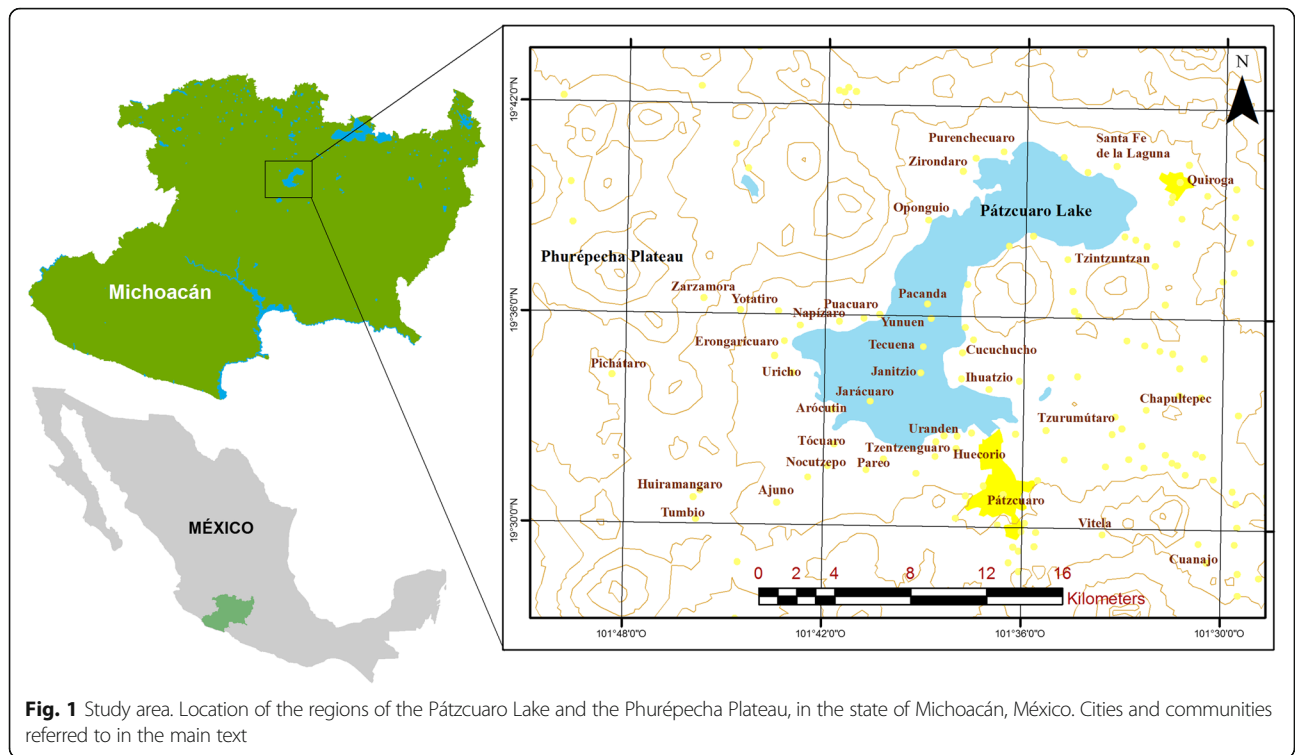 Michoacán
MÉXICO
N
19°42'0"N
19°36'0"N
19°30'0"N
Purenchecuaro
Zirondaro
Santa Fe
de la Laguna
Quiroga
Oponguio
Pátzcuaro Lake
Phurépecha Plateau
Tzintzuntzan
Zarzamora
Yotatiro
Puacuaro
Pacanda
Napízaro
Yunuen
Erongarícuaro
Tecuena
Cucuchucho
Pichátaro
Uricho
Janitzio
Ihuatzio
Jarácuaro
Chapultepec
Arócutín
Tzurumútaro
Uranden
Tócuaro
Tzentzenguaro
Huecorio
Nocutzepo
Pareo
Huiramangaro
Ajuno
Pátzcuaro
Tumbio
Vitela
Cuanajo
0 2 4 8 12 16
Kilometers
101°48'0"O
101°42'0"O
101°36'0"O
101°30'0"O
Fig. 1 Study area. Location of the regions of the Pátzcuaro Lake and the Phurépecha Plateau, in the state of Michoacán, México. Cities and communities
referred to in the main text